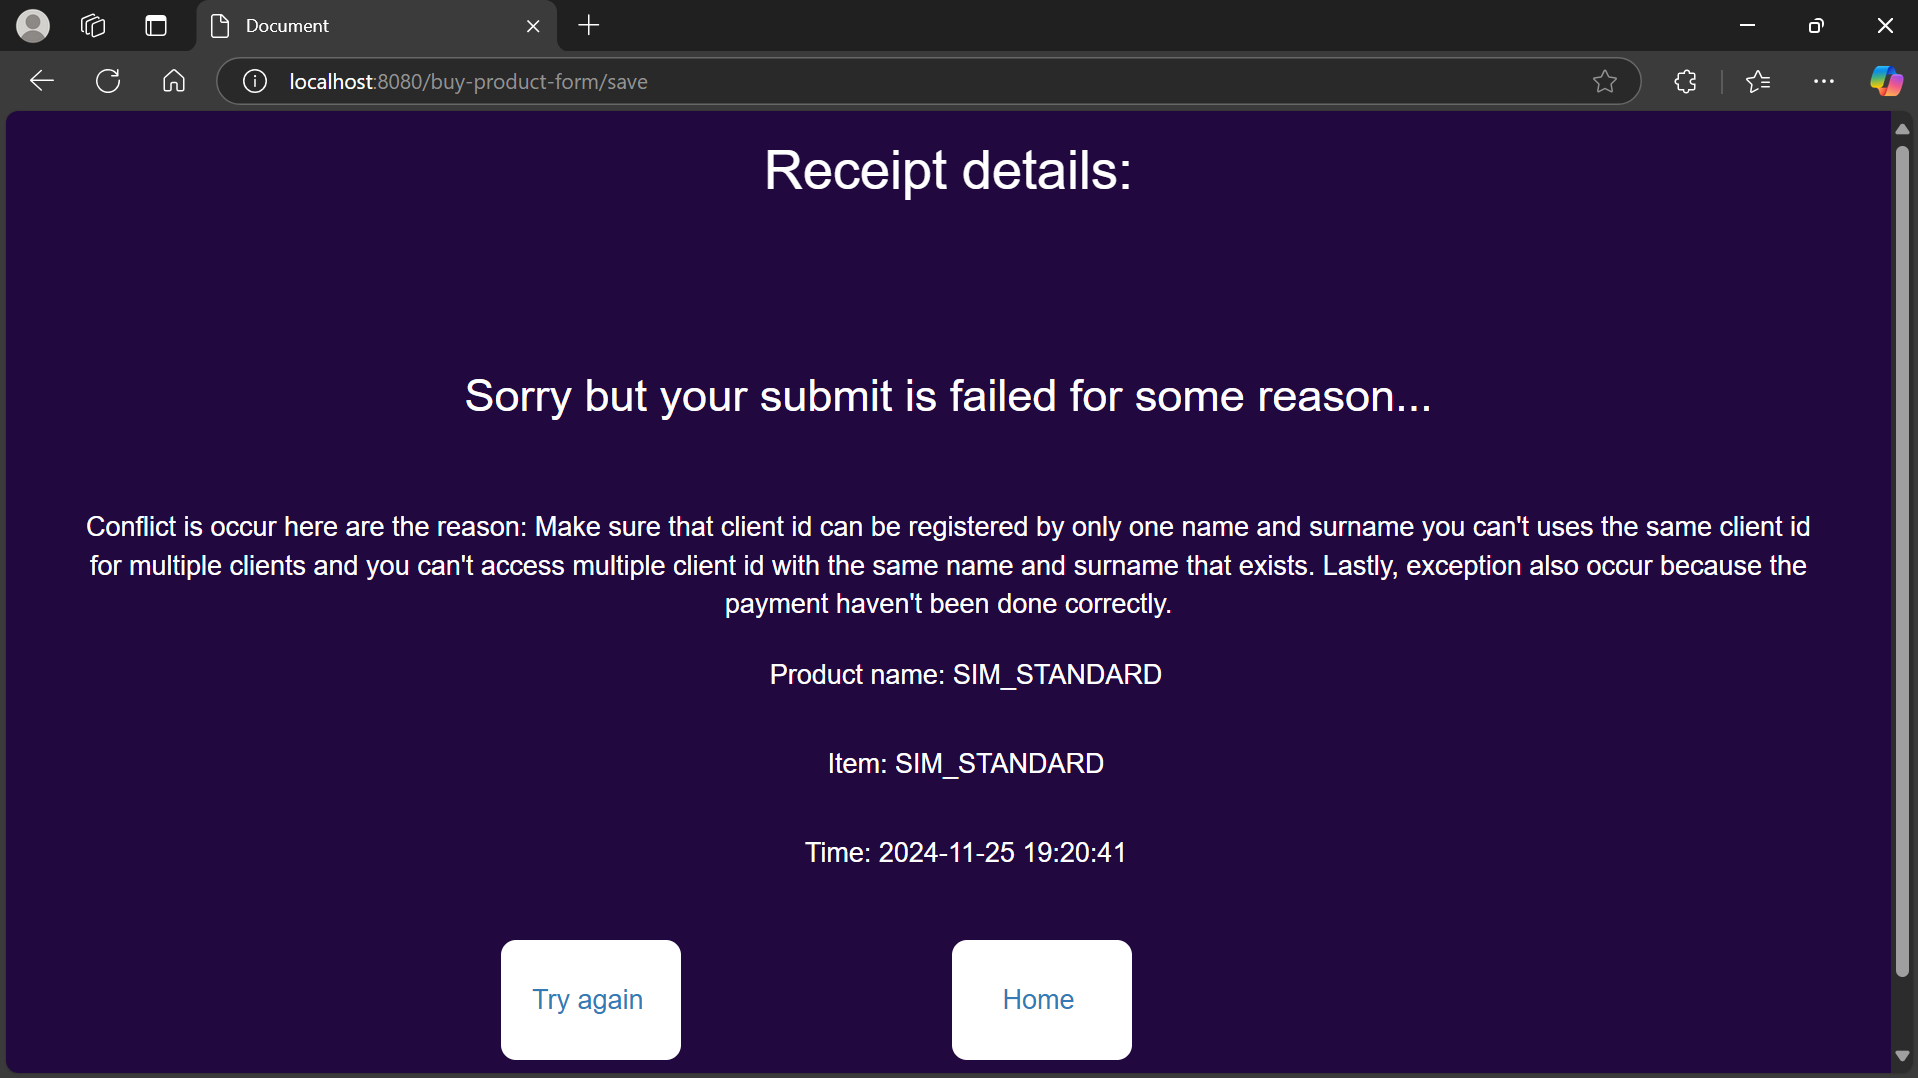 Document
localhost:8080/buy-product-form/save
Receipt details:
Sorry but your submit is failed for some reason...
Conflict is occur here are the reason: Make sure that client id can be registered by only one name and surname you can't uses the same client id
for multiple clients and you can't access multiple client id with the same name and surname that exists. Lastly, exception also occur because the
payment haven't been done correctly.
Product name: SIM_STANDARD
Item: SIM_STANDARD
Time: 2024-11-25 19:20:41
Try again
Home